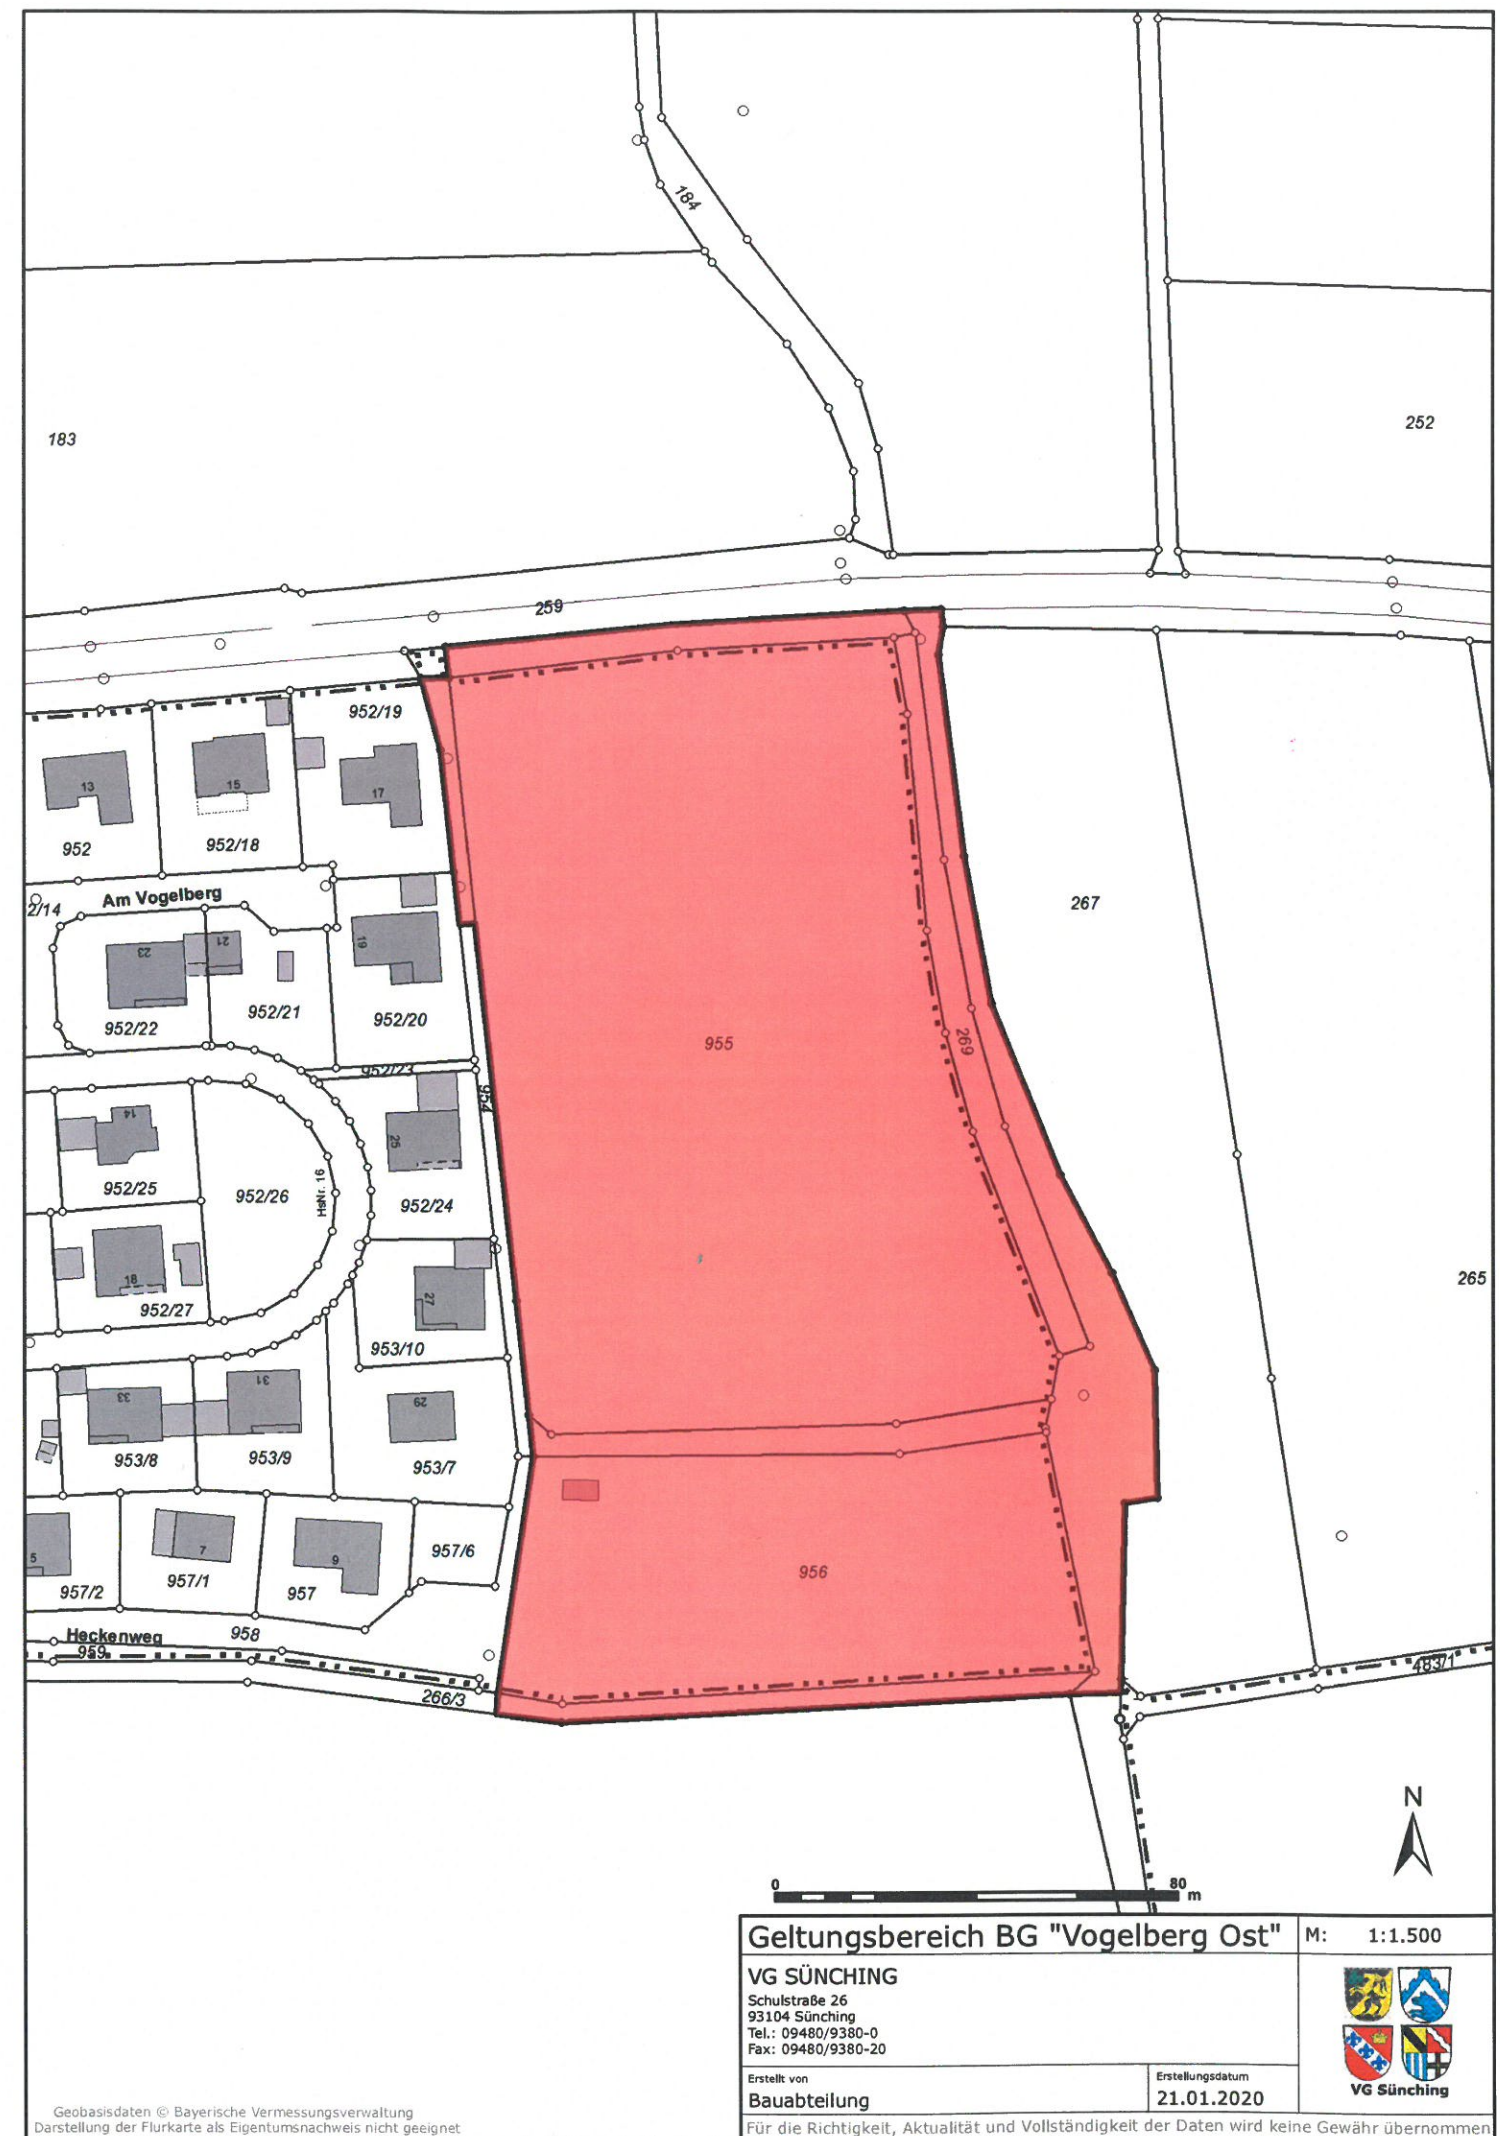 184
183
252
259
952/19
13
15
17
952
952/18
Am Vogelberg
2/14
267
23
21
19
952/22
952/21
952/20
955
269
952/23
954
14
25
952/25
952/26
HsNr. 16
952/24
18
27
952/27
953/10
265
33
31
29
953/8
953/9
953/7
5
7
9
957/6
957/2
957/1
957
956
Heckenweg
958
959
266/3
483/1
N
0 80 m
Geltungsbereich BG "Vogelberg Ost"
M: 1:1.500
VG SÜNCHING
Schulstraße 26
93104 Sünching
Tel.: 09480/9380-0
Fax: 09480/9380-20
VG Sünching
Erstellt von
Bauabteilung
Erstellungsdatum
21.01.2020
Für die Richtigkeit, Aktualität und Vollständigkeit der Daten wird keine Gewähr übernommen
Geobasisdaten © Bayerische Vermessungsverwaltung
Darstellung der Flurkarte als Eigentumsnachweis nicht geeignet